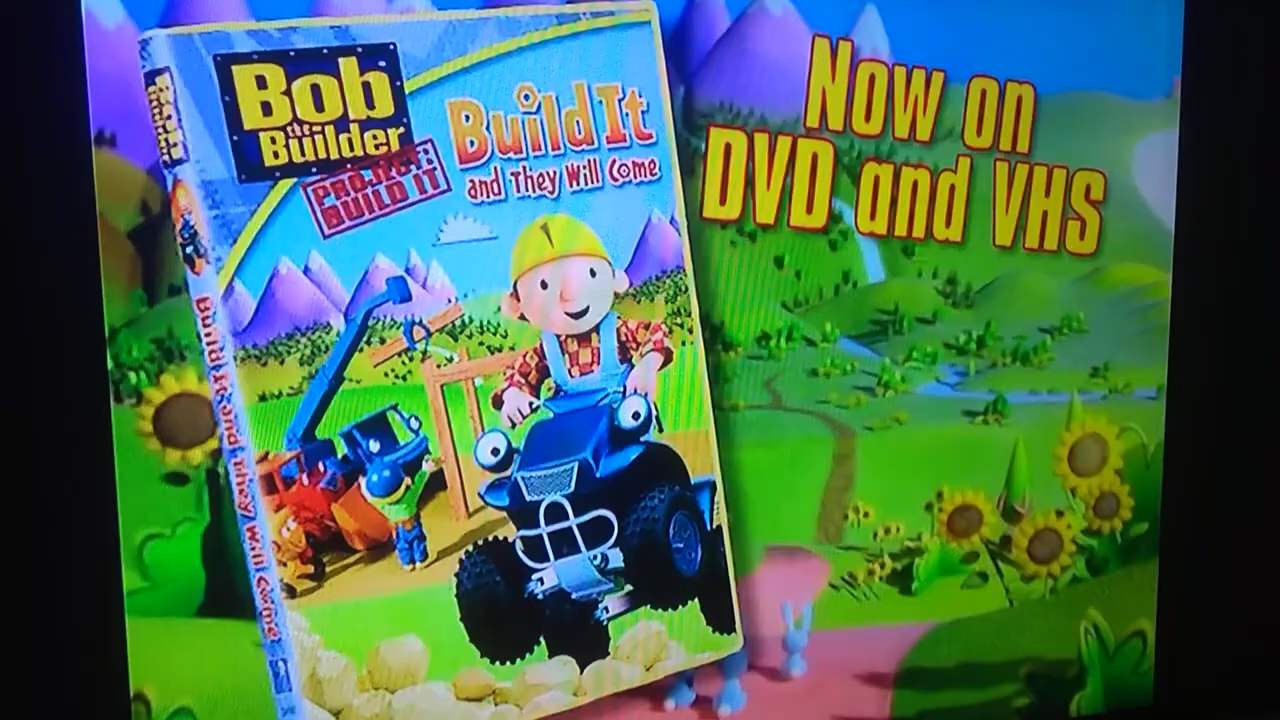 Bob
the
Builder
PROJECT:
BUILD IT
Build It
and They Will Come
Now on
DVD and VHS
Bob
the Builder
Build It and They Will Come